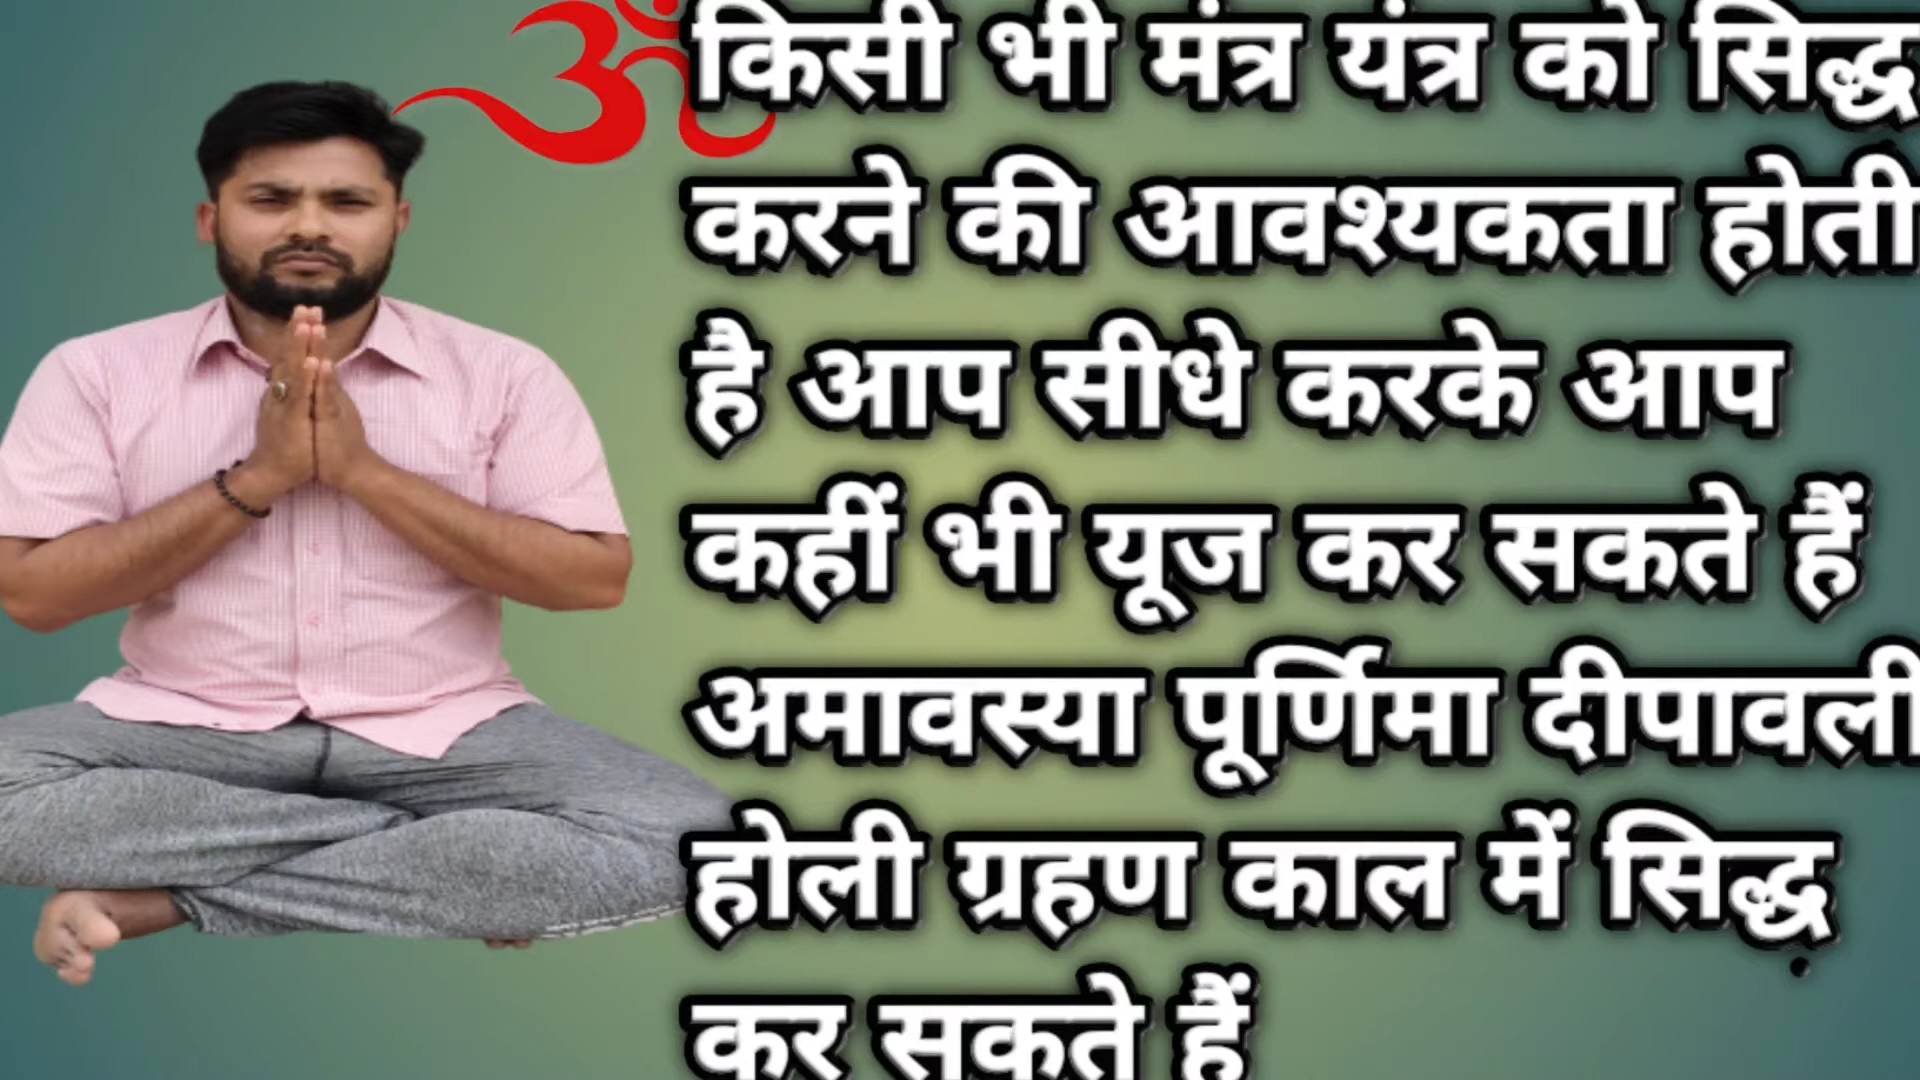 ॐ
किसी भी मंत्र यंत्र को सिद्ध
करने की आवश्यकता होती
है आप सीधे करके आप
कहीं भी यूज कर सकते हैं
अमावस्या पूर्णिमा दीपावली
होली ग्रहण काल में सिद्ध
कर सकते हैं